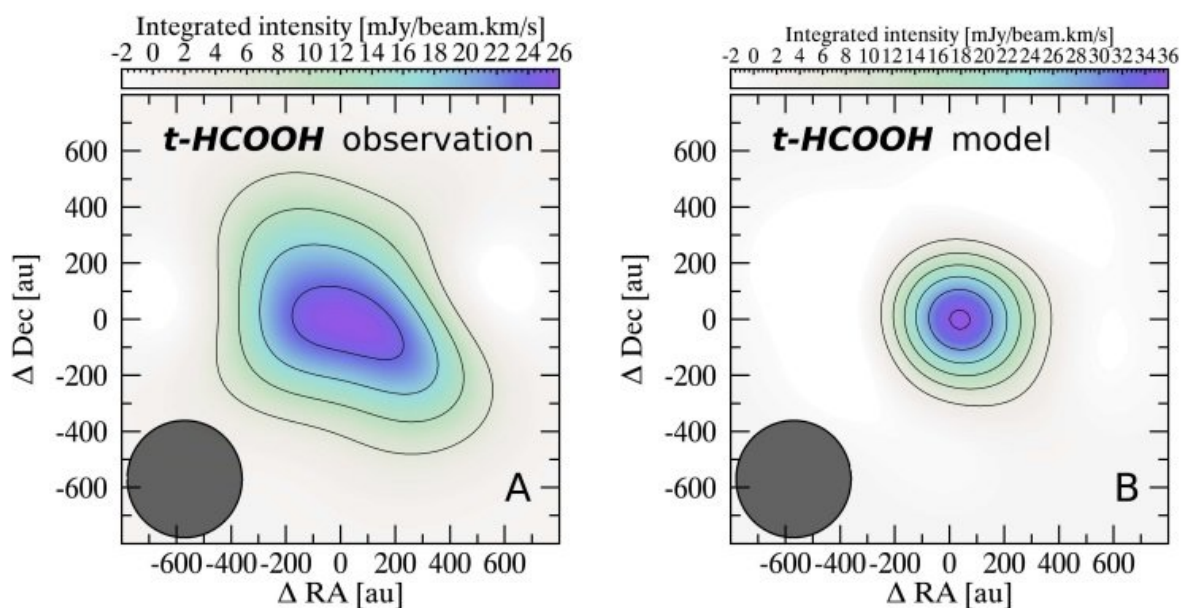 Integrated intensity [mJy/beam.km/s]
-2 0 2 4 6 8 10 12 14 16 18 20 22 24 26
t-HCOOH observation
600
400
200
0
-200
-400
-600
Δ Dec [au]
A
-600 -400 -200 0 200 400 600
Δ RA [au]
Integrated intensity [mJy/beam.km/s]
-2 0 2 4 6 8 10 12 14 16 18 20 22 24 26 28 30 32 34 36
t-HCOOH model
600
400
200
0
-200
-400
-600
Δ Dec [au]
B
-600 -400 -200 0 200 400 600
Δ RA [au]